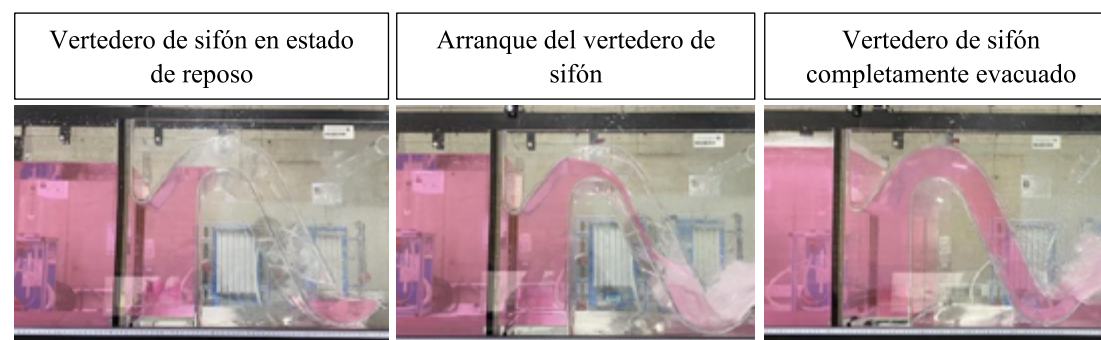 Vertedero de sifón en estado
de reposo
Arranque del vertedero de
sifón
Vertedero de sifón
completamente evacuado